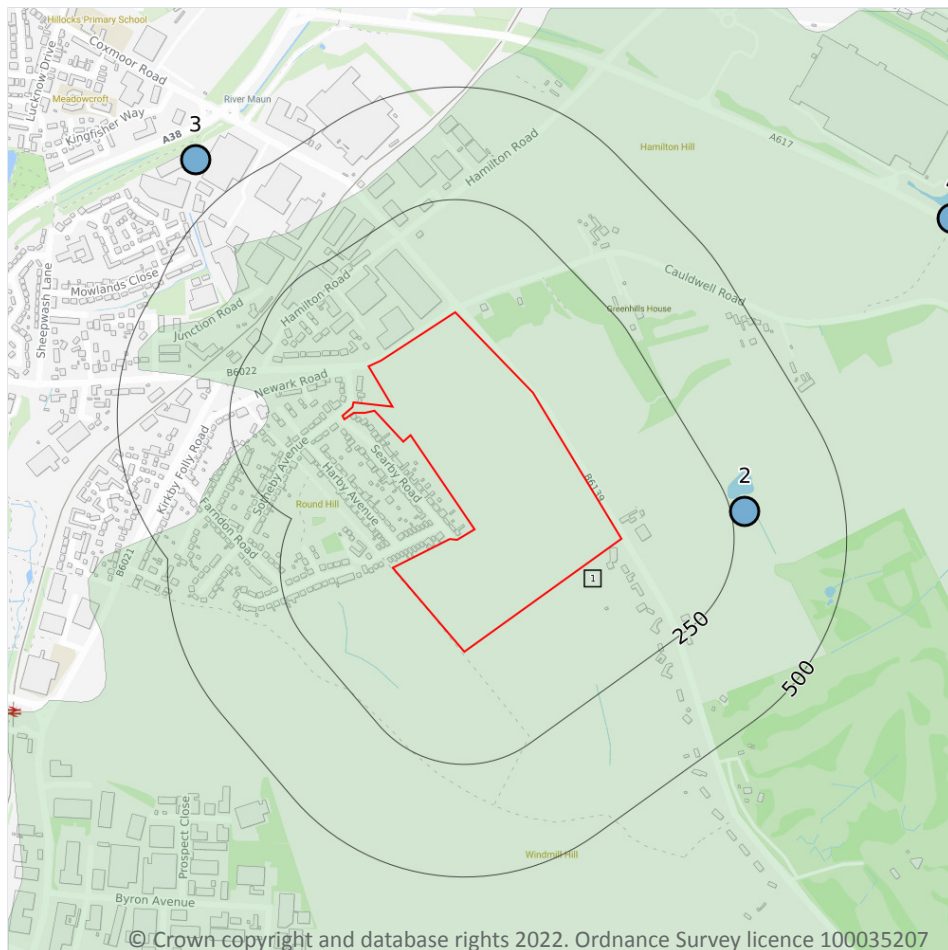 Hillocks Primary School
Coxmoor Road
Lucknow Drive
Meadowcroft
River Maun
Kingfisher Way
A38
3
Hamilton Road
Hamilton Hill
A617
Sheepwash Lane
Mowlands Close
Junction Road
Hamilton Road
Cauldwell Road
Greenhills House
B6022
Newark Road
Kirkby Folly Road
Sotheby Avenue
Searby Road
Harby Avenue
B6139
2
Round Hill
Farndon Road
B6021
1
250
500
Windmill Hill
Prospect Close
Byron Avenue
© Crown copyright and database rights 2022. Ordnance Survey licence 100035207